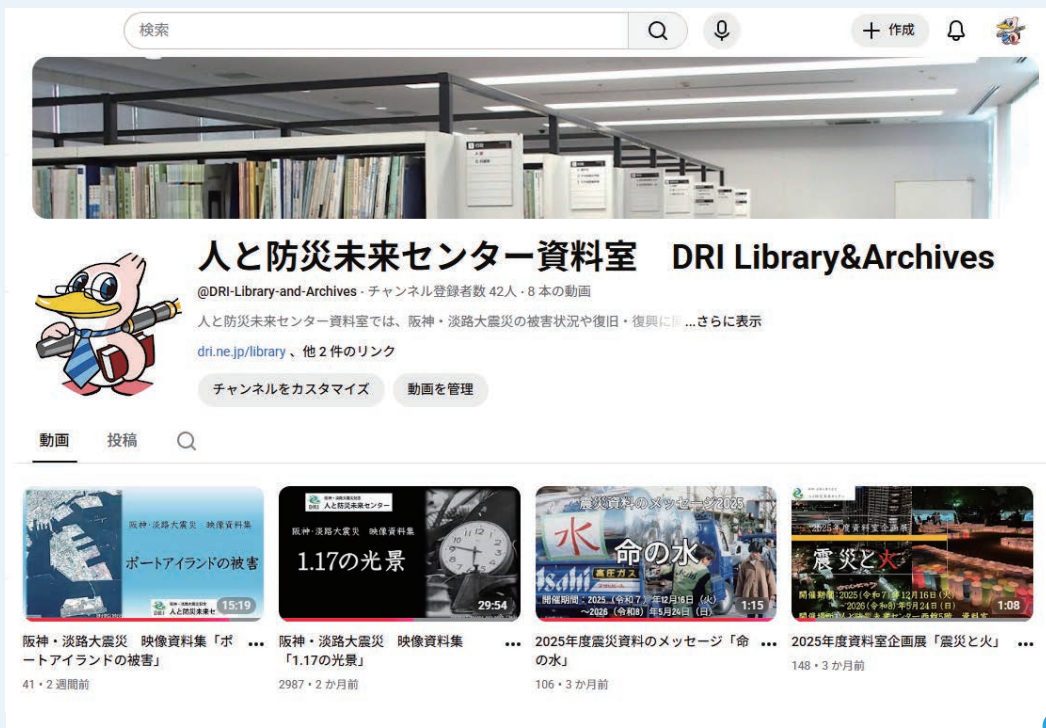 検索
作成
人と防災未来センター資料室　DRI Library&Archives
@DRI-Library-and-Archives・チャンネル登録者数 42人・8 本の動画
人と防災未来センター資料室では、阪神・淡路大震災の被害状況や復旧・復興に ...さらに表示
dri.ne.jp/library 、他 2 件のリンク
チャンネルをカスタマイズ
動画を管理
動画
投稿
阪神・淡路大震災　映像資料集
ポートアイランドの被害
人と防災未来セ
15:19
阪神・淡路大震災　映像資料集「ポ
ートアイランドの被害」
41・2 週間前
DRI 人と防災未来センター
阪神・淡路大震災　映像資料集
1.17の光景
29:54
阪神・淡路大震災　映像資料集
「1.17の光景」
2987・2 か月前
震災資料のメッセージ2025
水
命の水
Asahi
高圧ガス
開催期間：2025（令和7）年12月16日（火）
～2026（令和8）年5月24日（日）
1:15
2025年度震災資料のメッセージ「命
の水」
106・3 か月前
2025年度資料室企画展
震災と火
開催期間：2025（令和7）年12月16日（火）
～2026（令和8）年5月24日（日）
1:08
2025年度資料室企画展「震災と火」
148・3 か月前